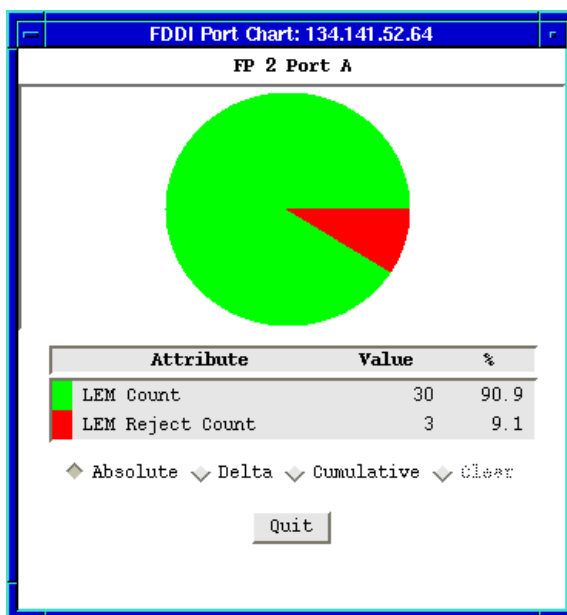 FDDI Port Chart: 134.141.52.64
FP 2 Port A
Attribute Value %
LEM Count 30 90.9
LEM Reject Count 3 9.1
Absolute Delta Cumulative Clear
Quit